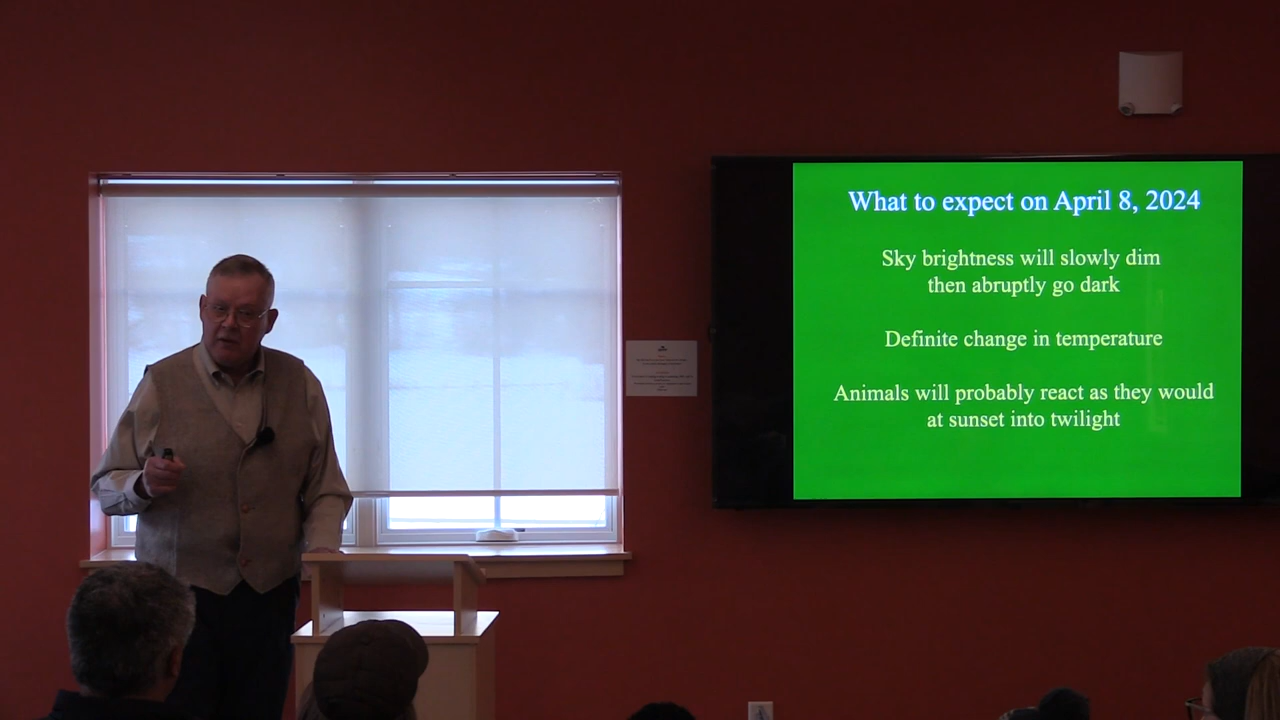 What to expect on April 8, 2024
Sky brightness will slowly dim
then abruptly go dark
Definite change in temperature
Animals will probably react as they would
at sunset into twilight